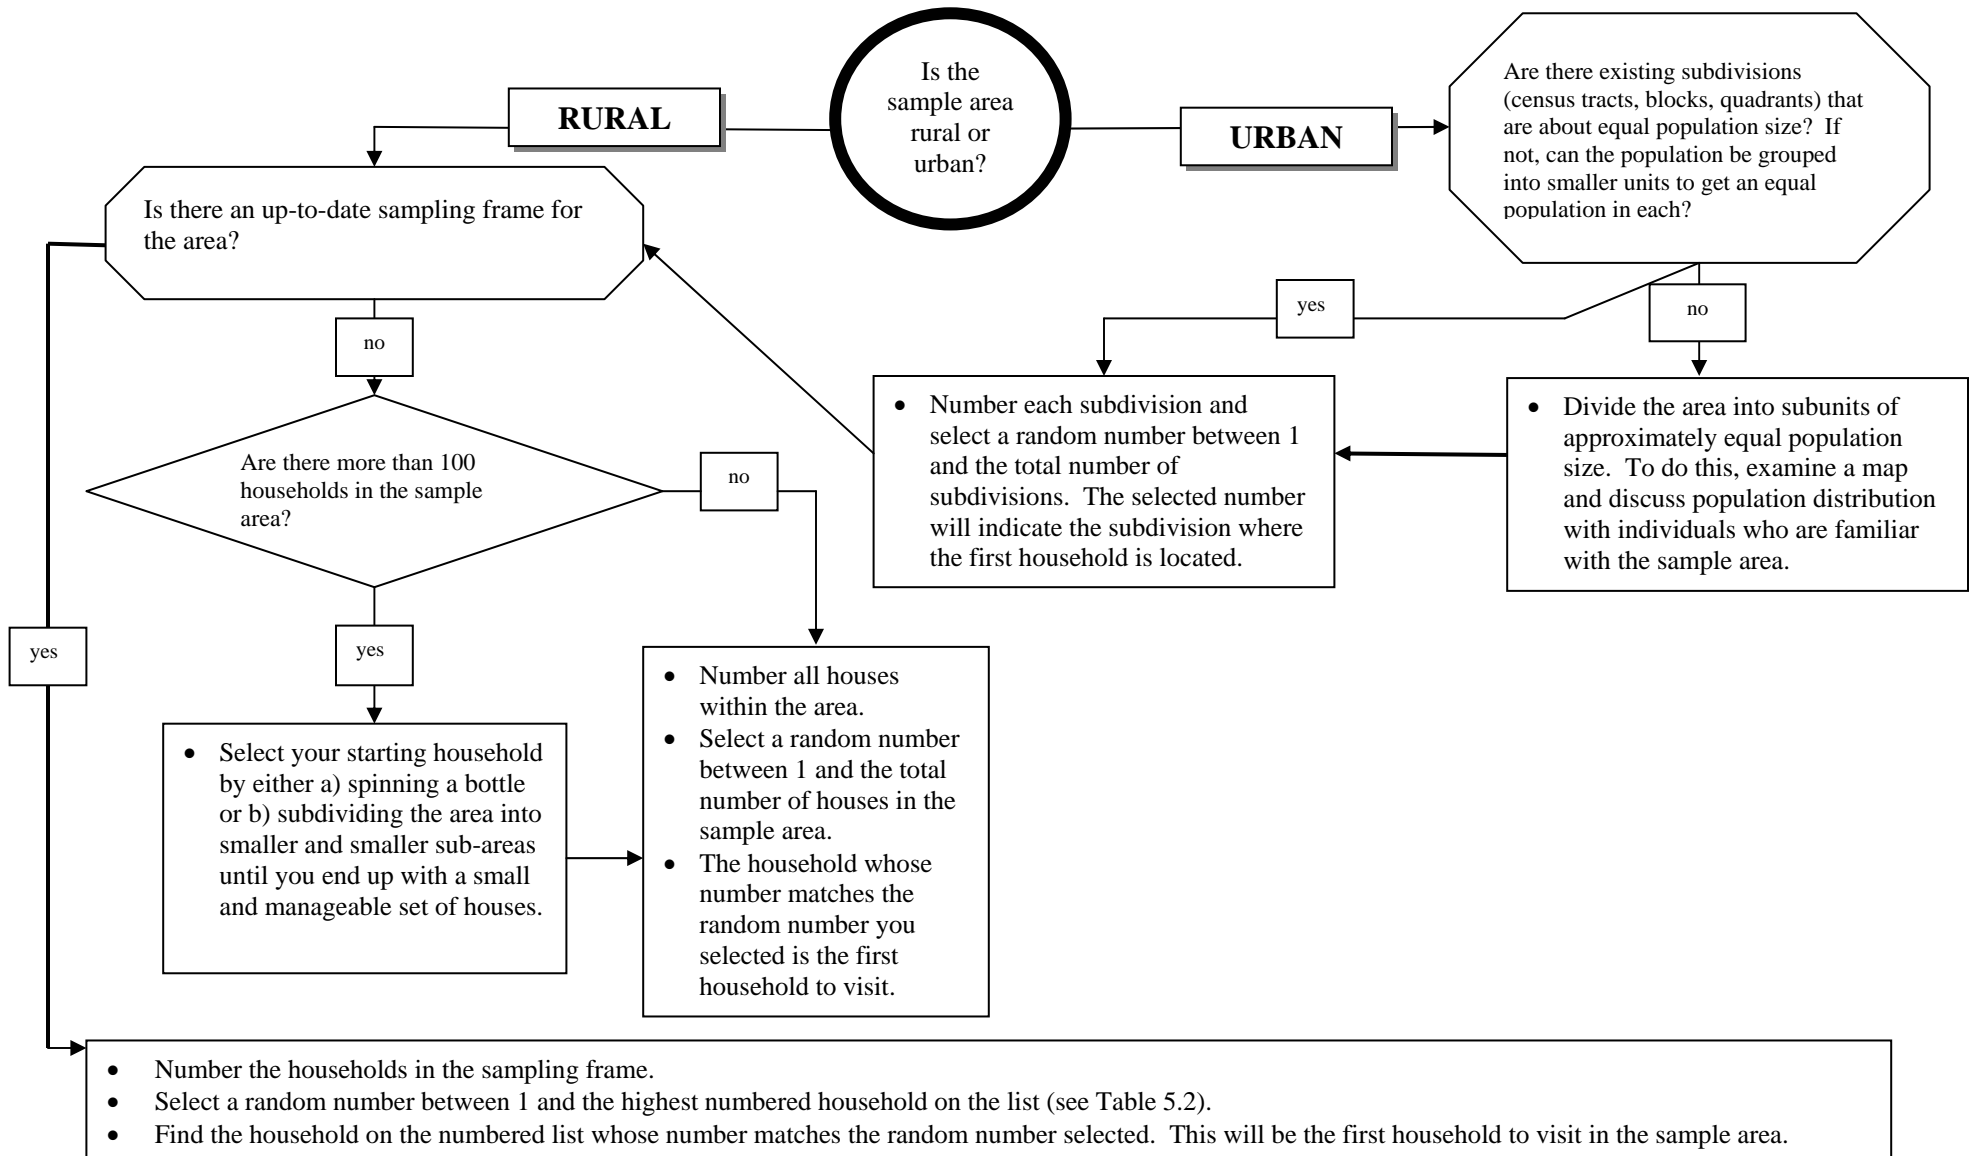 Is the
sample area
rural or
urban?
RURAL
URBAN
Are there existing subdivisions
(census tracts, blocks, quadrants) that
are about equal population size?  If
not, can the population be grouped
into smaller units to get an equal
population in each?
Is there an up-to-date sampling frame for
the area?
yes
no
no
Are there more than 100
households in the sample
area?
no
• Number each subdivision and
select a random number between 1
and the total number of
subdivisions.  The selected number
will indicate the subdivision where
the first household is located.
• Divide the area into subunits of
approximately equal population
size.  To do this, examine a map
and discuss population distribution
with individuals who are familiar
with the sample area.
yes
yes
• Select your starting household
by either a) spinning a bottle
or b) subdividing the area into
smaller and smaller sub-areas
until you end up with a small
and manageable set of houses.
• Number all houses
within the area.
• Select a random number
between 1 and the total
number of houses in the
sample area.
• The household whose
number matches the
random number you
selected is the first
household to visit.
• Number the households in the sampling frame.
• Select a random number between 1 and the highest numbered household on the list (see Table 5.2).
• Find the household on the numbered list whose number matches the random number selected.  This will be the first household to visit in the sample area.